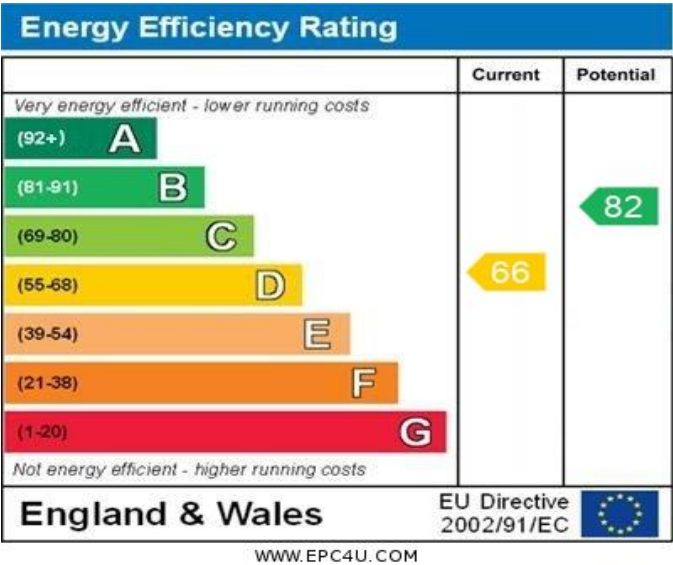 Energy Efficiency Rating
Current Potential
Very energy efficient - lower running costs
(92+) A
(81-91) B
82
(69-80) C
(55-68) D
66
(39-54) E
(21-38) F
(1-20) G
Not energy efficient - higher running costs
England & Wales
EU Directive
2002/91/EC
WWW.EPC4U.COM